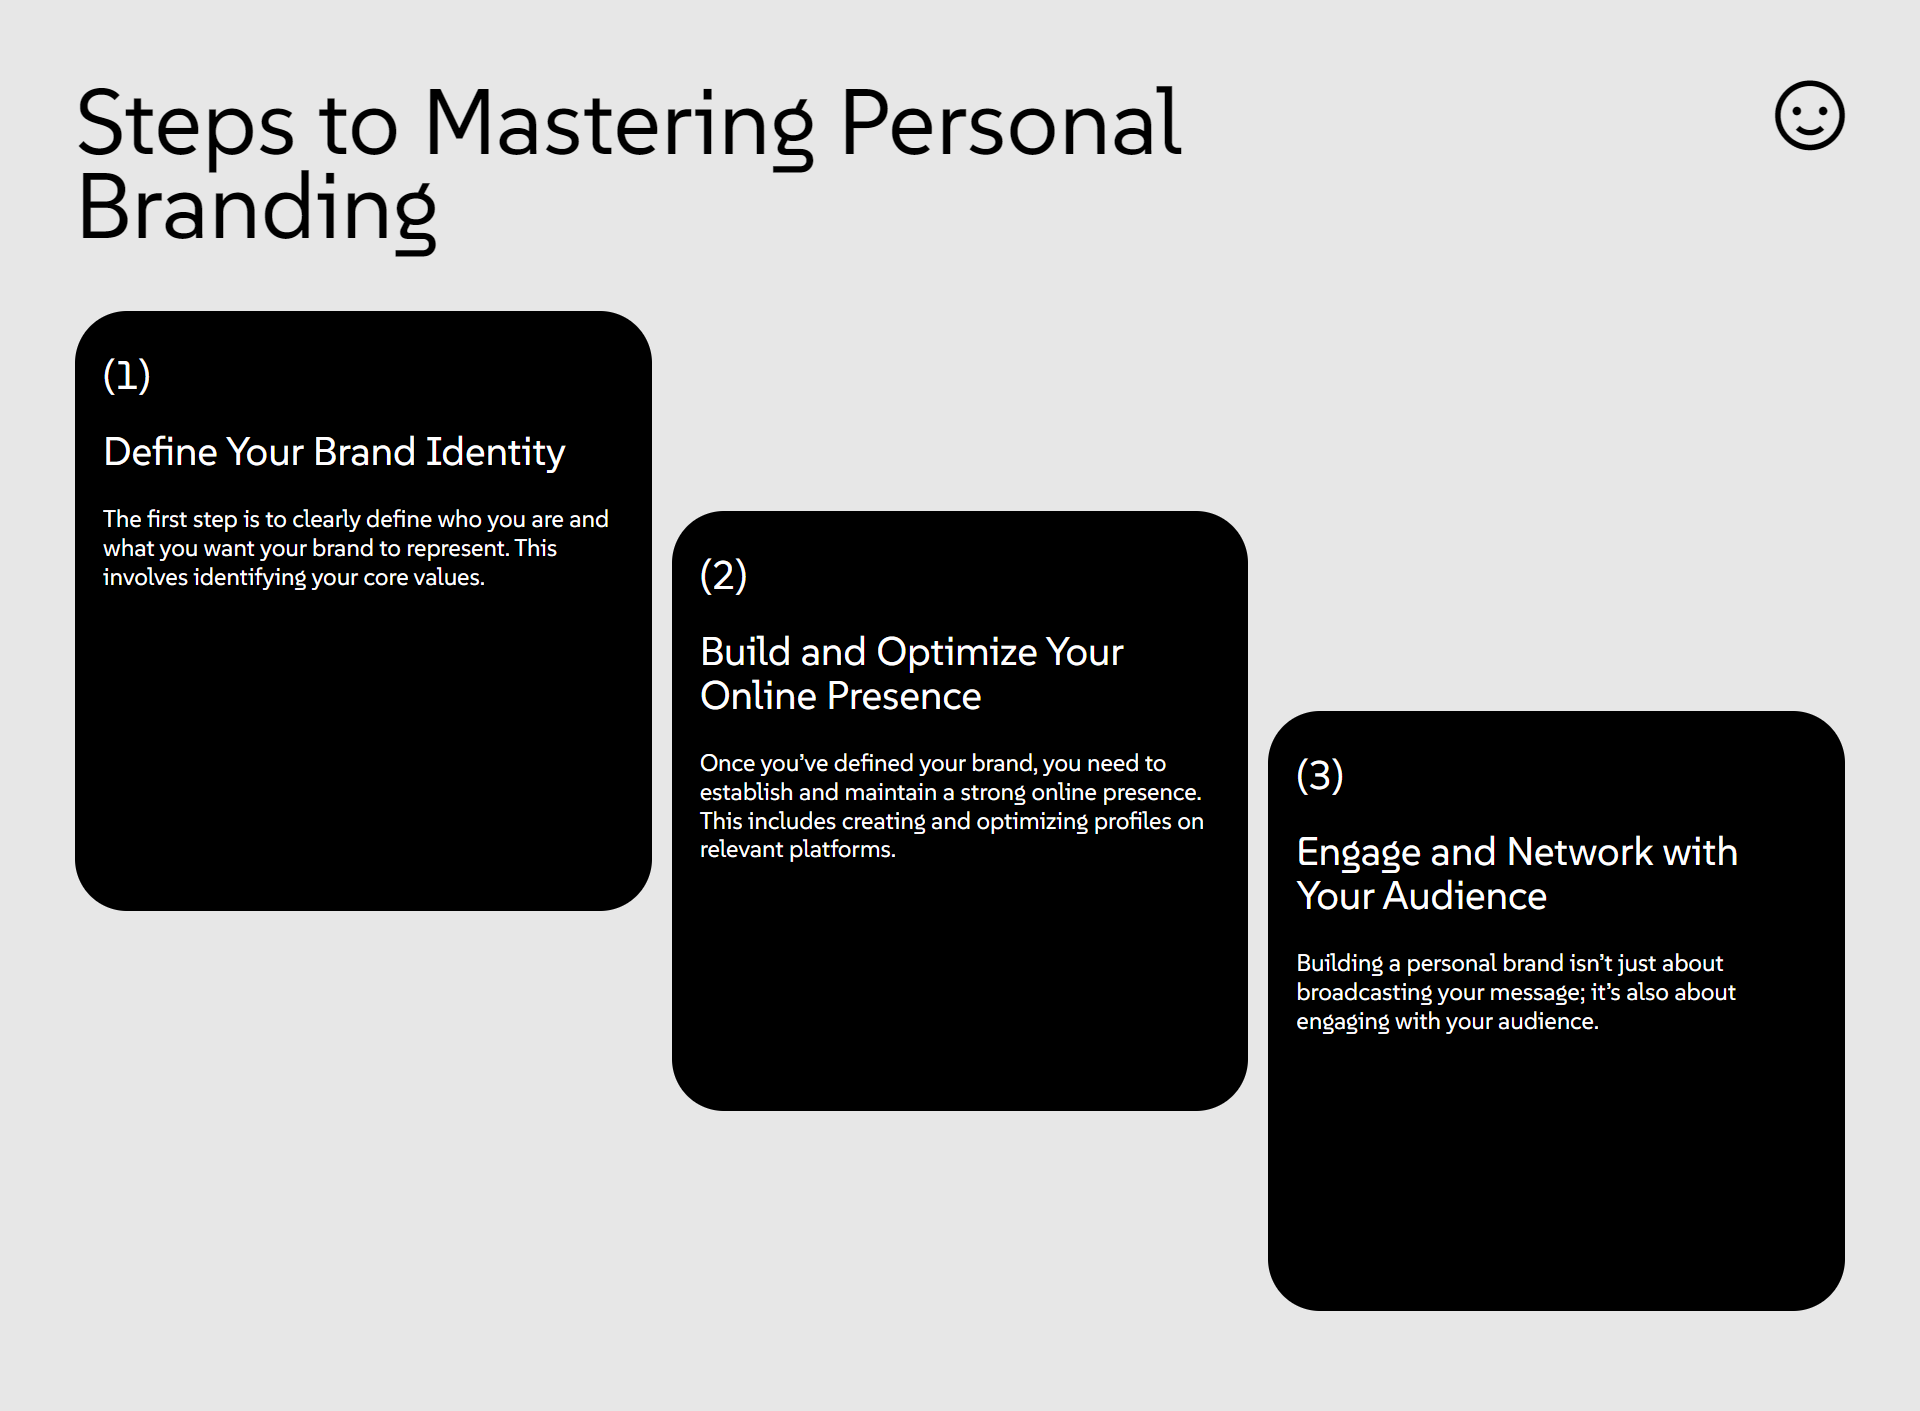 Steps to Mastering Personal
Branding
(1)
Define Your Brand Identity
The first step is to clearly define who you are and
what you want your brand to represent. This
involves identifying your core values.
(2)
Build and Optimize Your
Online Presence
Once you’ve defined your brand, you need to
establish and maintain a strong online presence.
This includes creating and optimizing profiles on
relevant platforms.
(3)
Engage and Network with
Your Audience
Building a personal brand isn’t just about
broadcasting your message; it’s also about
engaging with your audience.